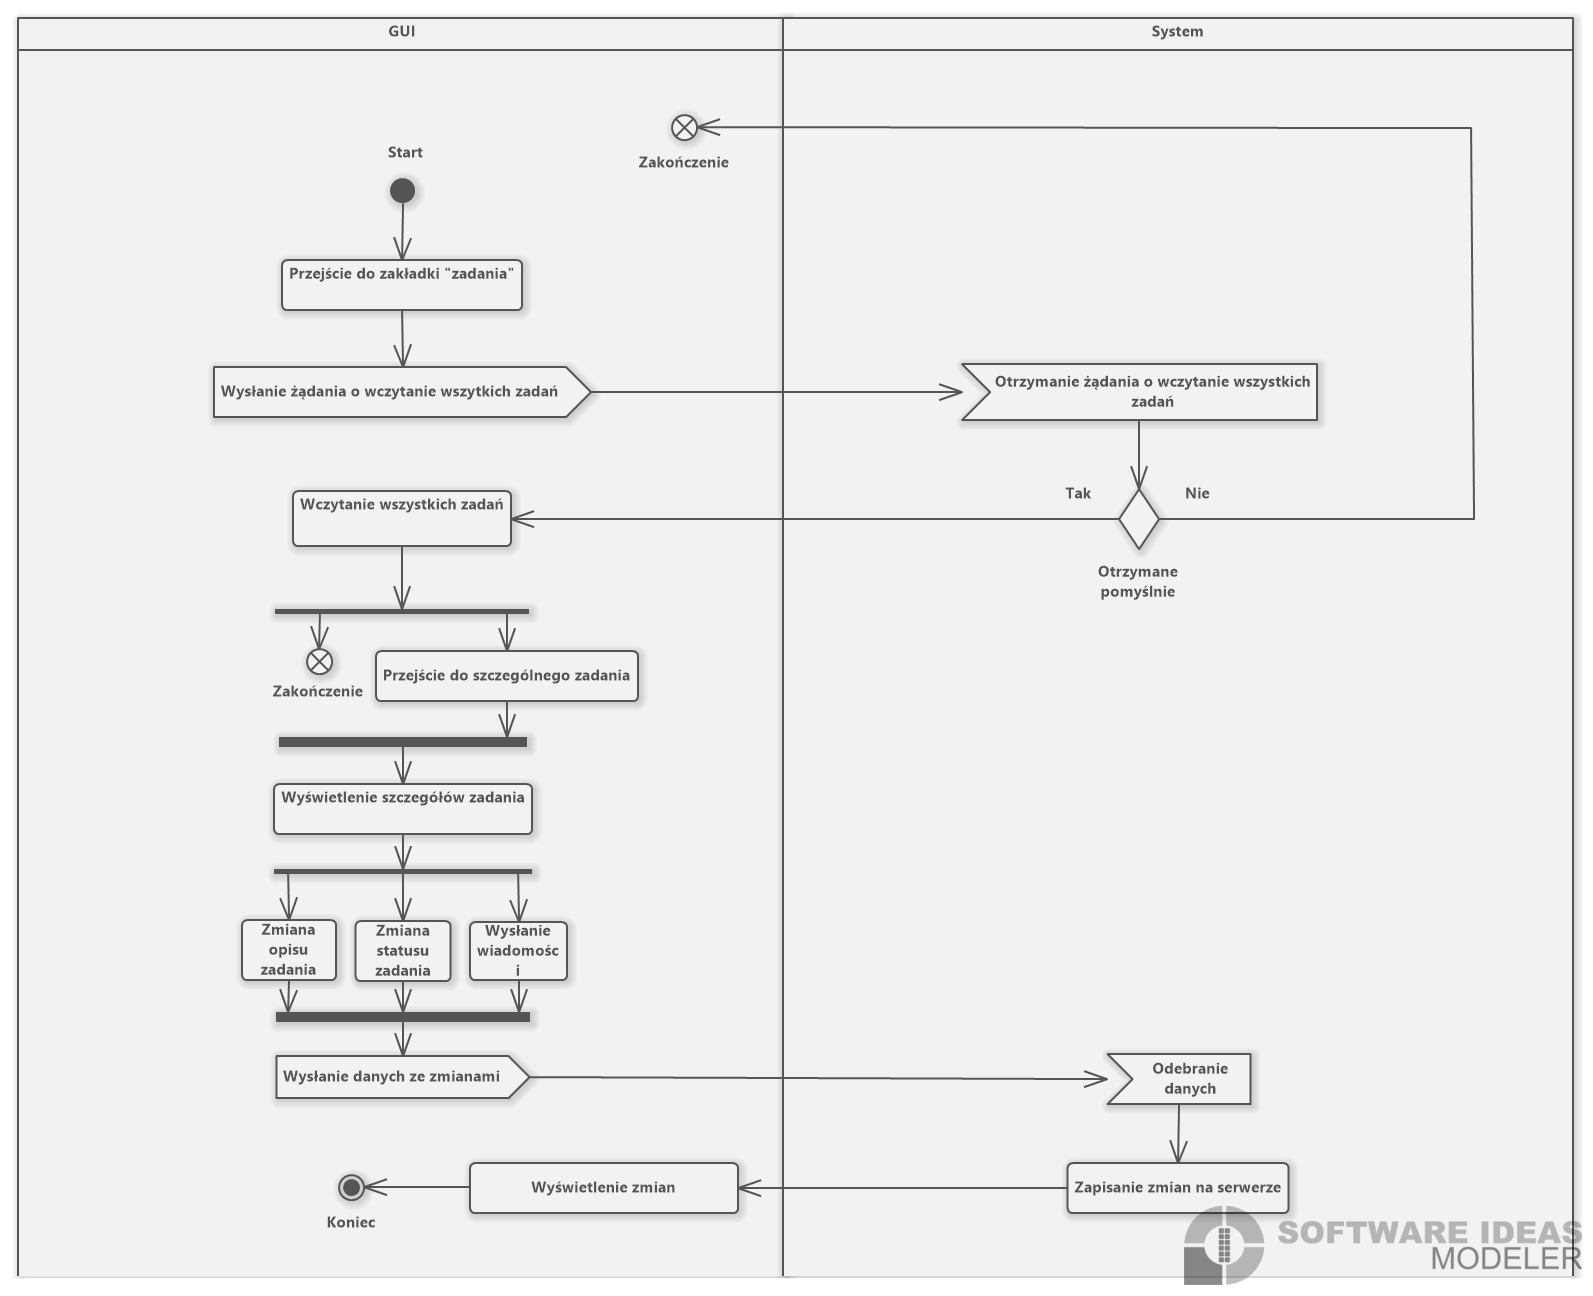 GUI
System
Zakończenie
Start
Przejście do zakładki "zadania"
Wysłanie żądania o wczytanie wszytkich zadań
Otrzymanie żądania o wczytanie wszystkich
zadań
Tak
Nie
Wczytanie wszystkich zadań
Otrzymane
pomyślnie
Zakończenie
Przejście do szczególnego zadania
Wyświetlenie szczegółów zadania
Zmiana
opisu
zadania
Zmiana
statusu
zadania
Wysłanie
wiadomośc
i
Wysłanie danych ze zmianami
Odebranie
danych
Koniec
Wyświetlenie zmian
Zapisanie zmian na serwerze
SOFTWARE IDEAS
MODELER